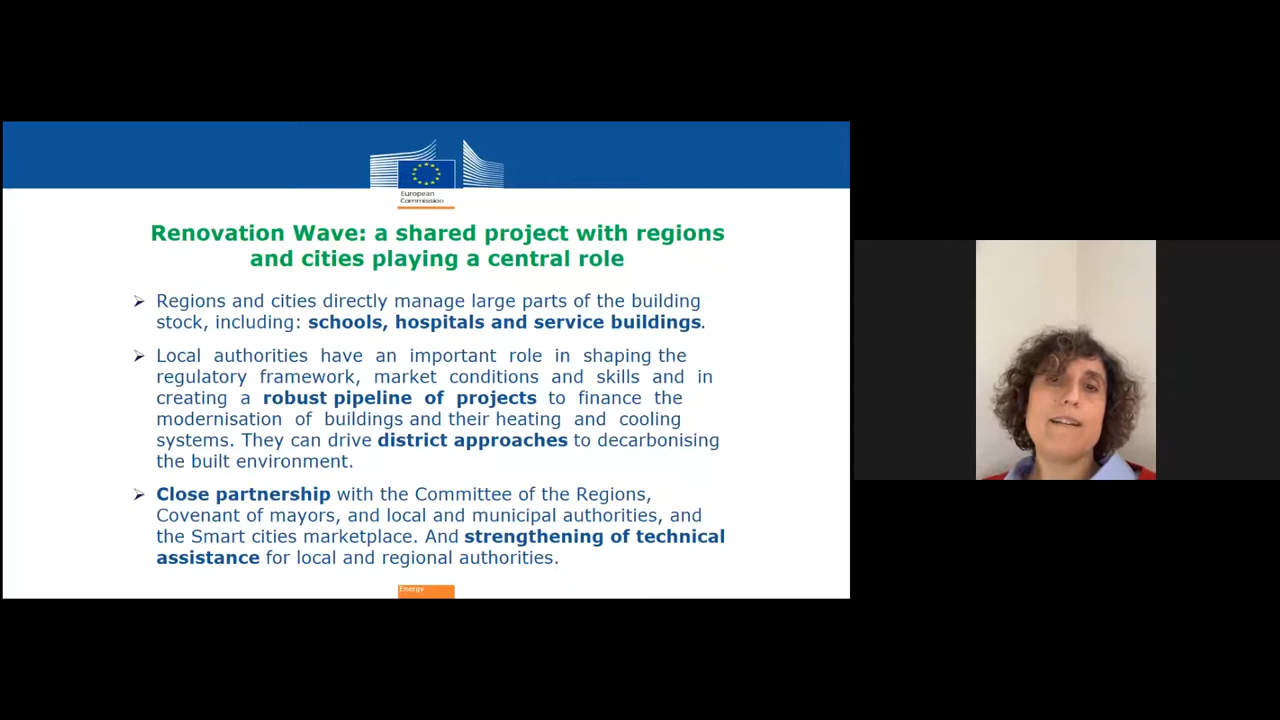 European
Commission
Renovation Wave: a shared project with regions
and cities playing a central role
Regions and cities directly manage large parts of the building
stock, including: schools, hospitals and service buildings.
Local authorities have an important role in shaping the
regulatory framework, market conditions and skills and in
creating a robust pipeline of projects to finance the
modernisation of buildings and their heating and cooling
systems. They can drive district approaches to decarbonising
the built environment.
Close partnership with the Committee of the Regions,
Covenant of mayors, and local and municipal authorities, and
the Smart cities marketplace. And strengthening of technical
assistance for local and regional authorities.
Energy